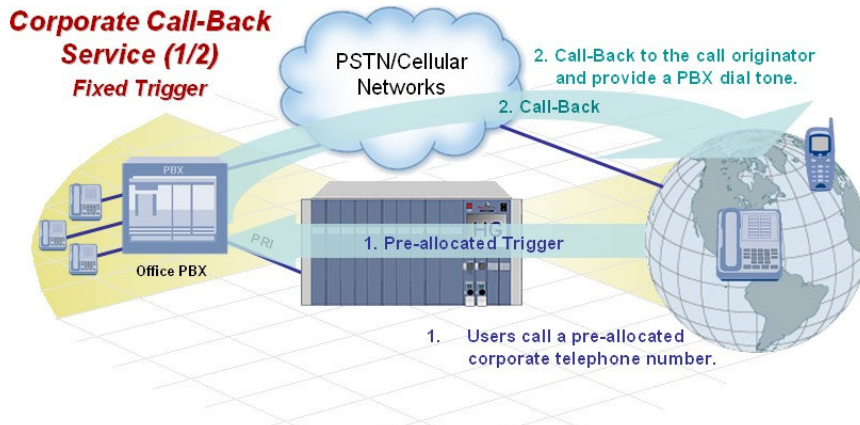 Corporate Call-Back
Service (1/2)
Fixed Trigger
PSTN/Cellular
Networks
2. Call-Back to the call originator
and provide a PBX dial tone.
2. Call-Back
PBX
HG
1. Pre-allocated Trigger
PRI
Office PBX
1. Users call a pre-allocated
corporate telephone number.